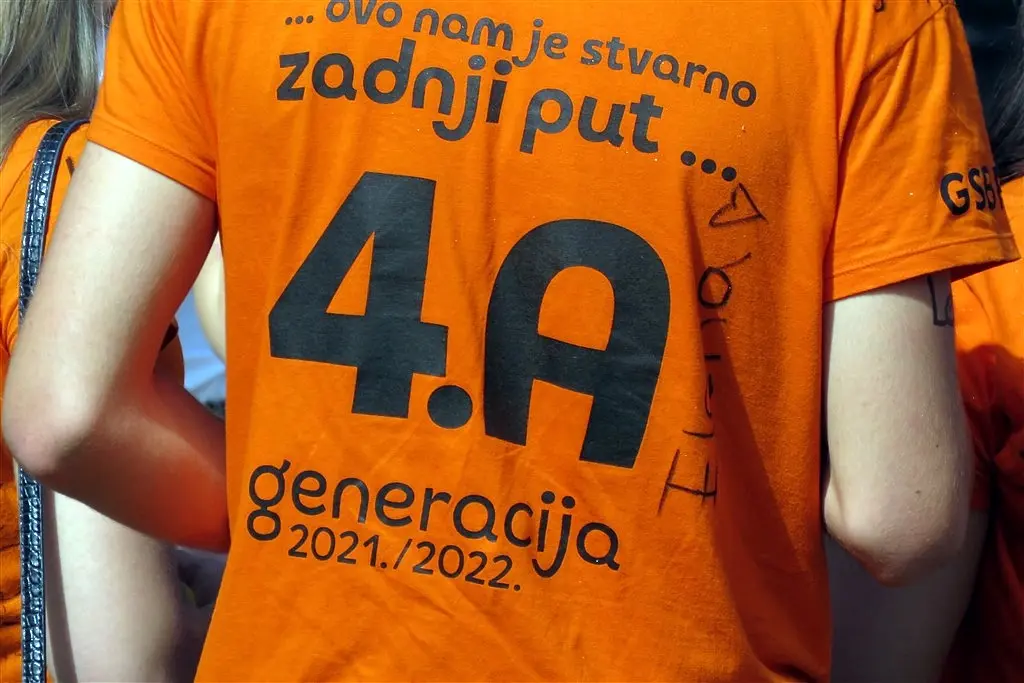 ... ovo nam je stvarno
zadnji put ...
4.A
generacija
2021./2022.
GSB